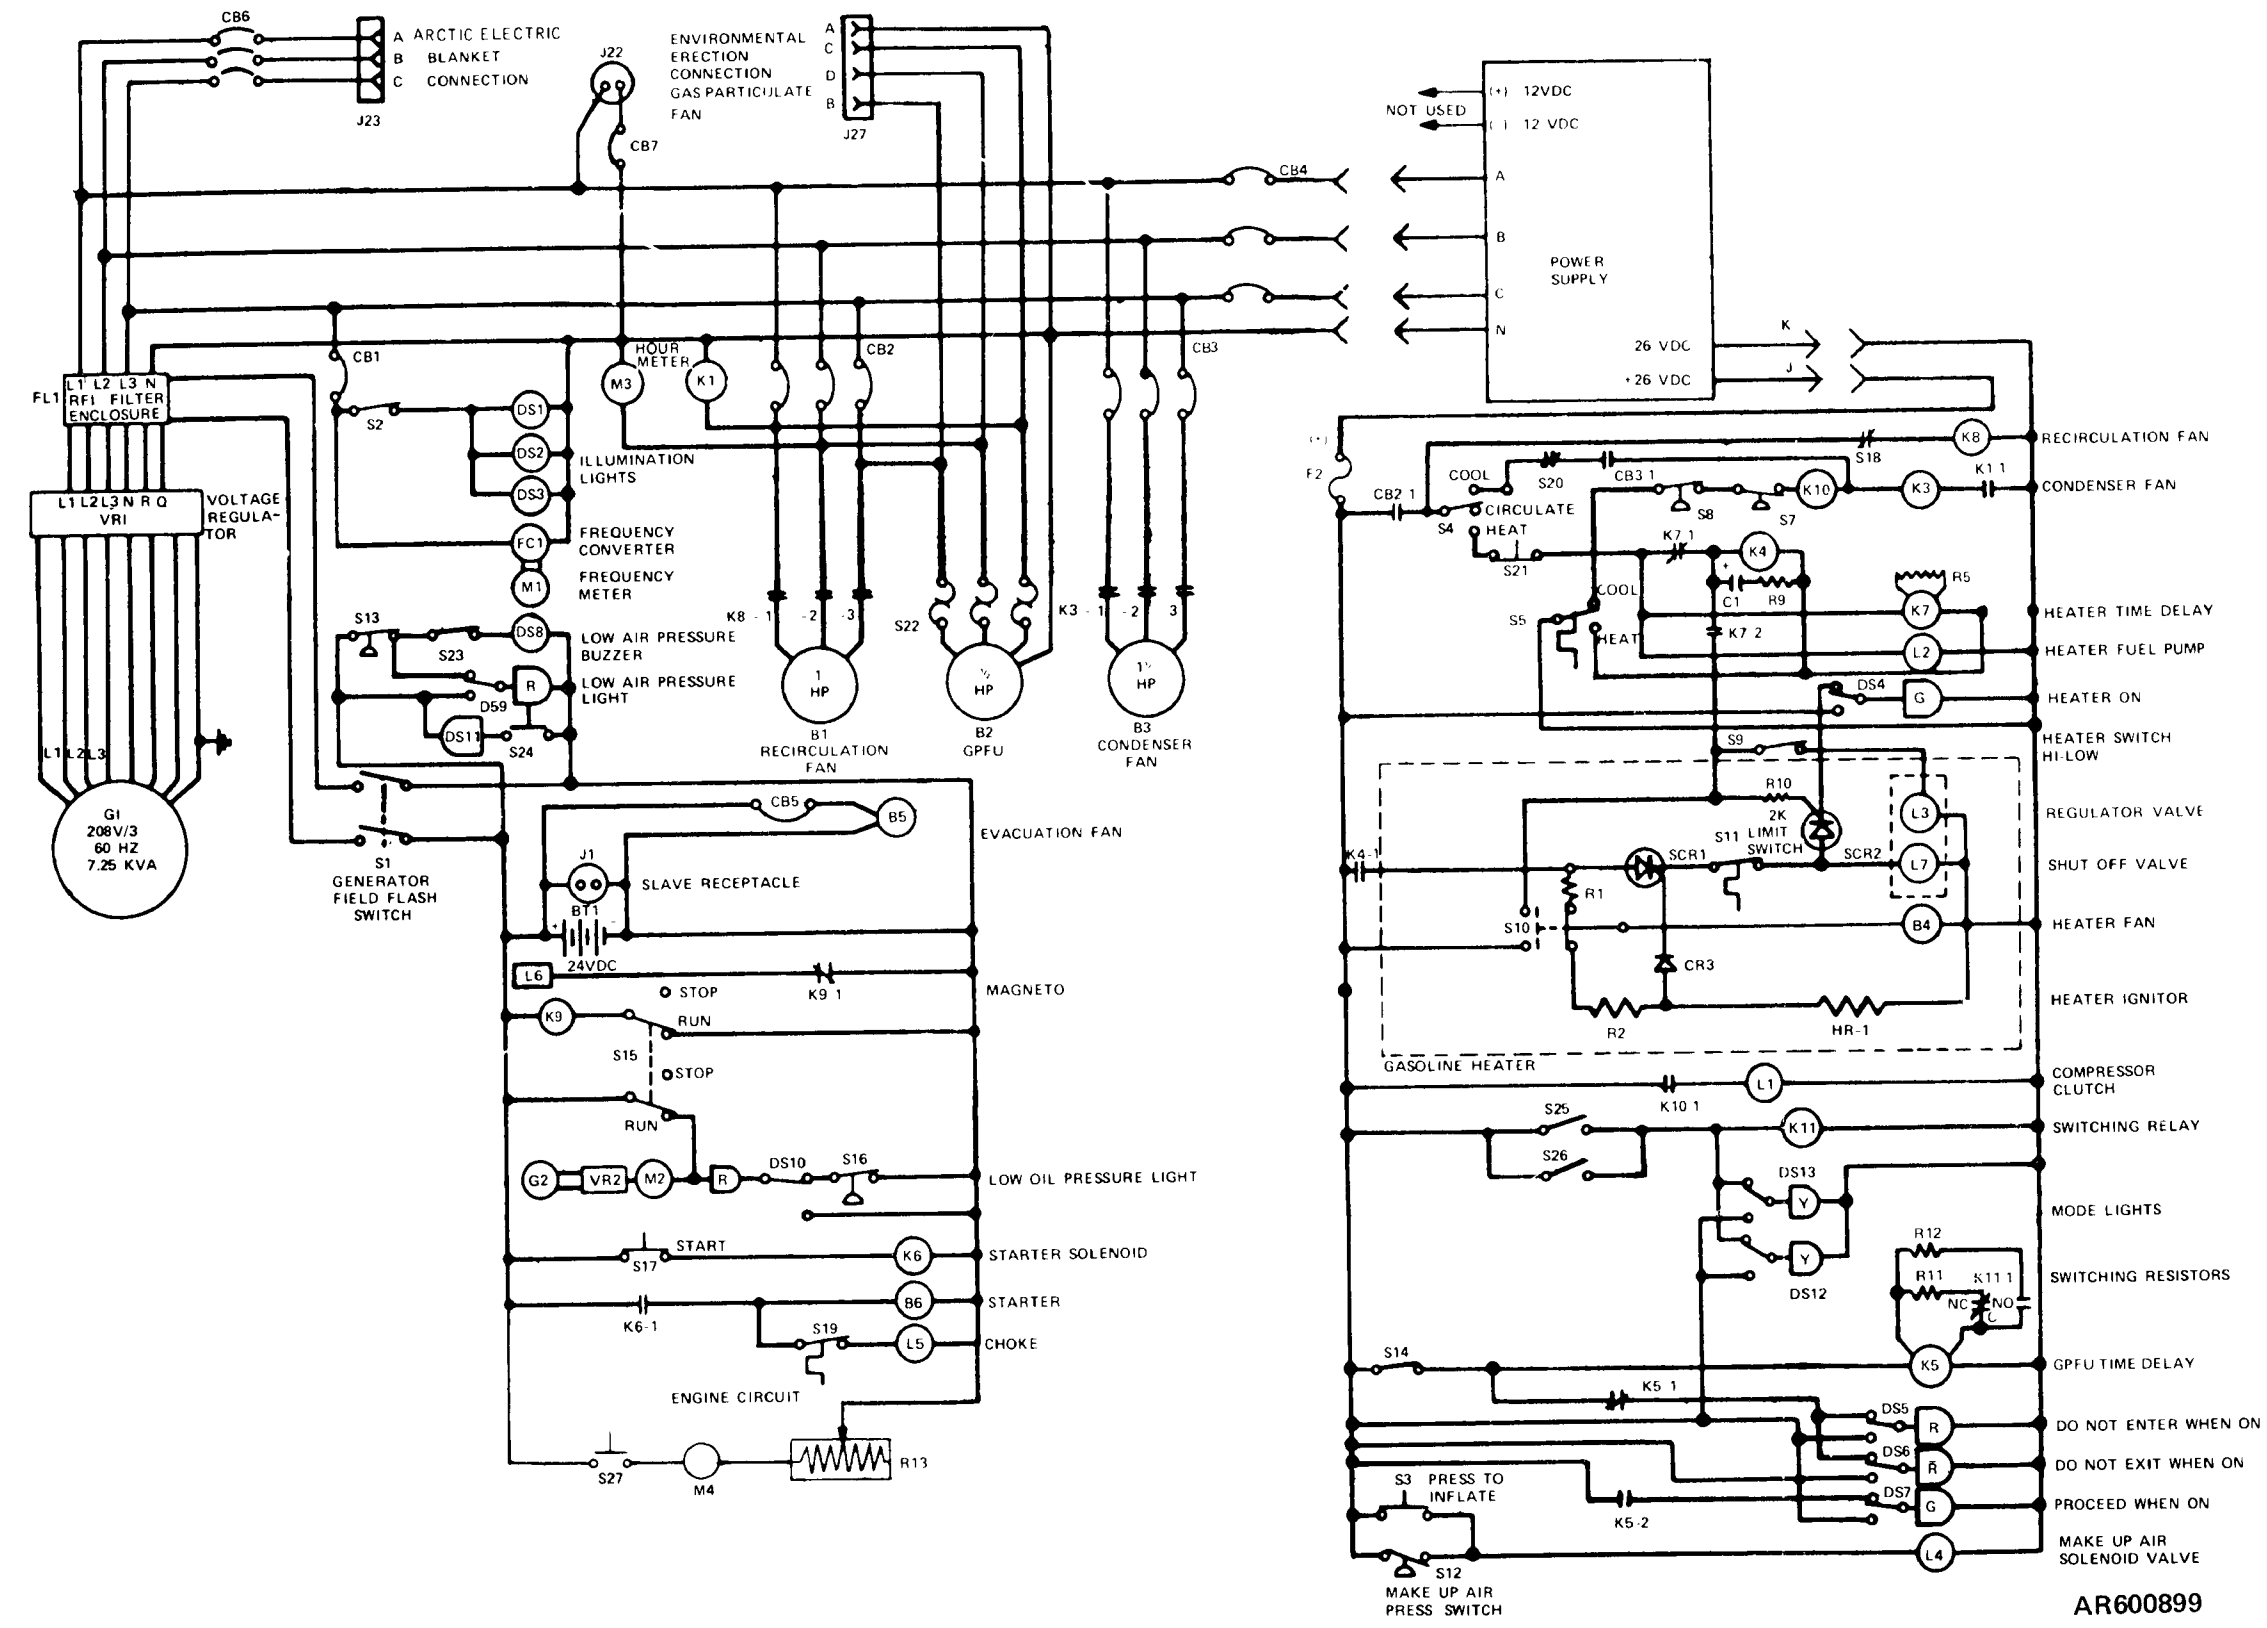 CB6
A ARCTIC ELECTRIC
B BLANKET
C CONNECTION
J23
J22
CB7
ENVIRONMENTAL
ERECTION
CONNECTION
GAS PARTICULATE
FAN
A
C
D
B
J27
CB4
(+) 12VDC
NOT USED
12 VDC
A
B
C
N
POWER
SUPPLY
26 VDC
+26 VDC
K
J
FL1
L1 L2 L3 N
RFI FILTER
ENCLOSURE
CB1
S2
DS1
DS2
DS3
ILLUMINATION
LIGHTS
FC1
FREQUENCY
CONVERTER
M1
FREQUENCY
METER
HOUR
METER
M3
K1
CB2
CB3
L1 L2 L3 N R Q
VR1
VOLTAGE
REGULA-
TOR
L1 L2 L3
G1
208V/3
60 HZ
7.25 KVA
S13
S23
DS8
LOW AIR PRESSURE
BUZZER
R
LOW AIR PRESSURE
LIGHT
D59
DS11
S24
S1
GENERATOR
FIELD FLASH
SWITCH
K8 - 1
-2
-3
1
HP
B1
RECIRCULATION
FAN
S22
½
HP
B2
GPFU
K3 - 1
-2
3
HP
B3
CONDENSER
FAN
CB5
B5
EVACUATION FAN
J1
SLAVE RECEPTACLE
BT1
+
-
24VDC
L6
K9 1
MAGNETO
STOP
K9
RUN
S15
STOP
RUN
G2
VR2
M2
R
DS10
S16
LOW OIL PRESSURE LIGHT
START
S17
K6
STARTER SOLENOID
K6-1
B6
STARTER
S19
L5
CHOKE
ENGINE CIRCUIT
S27
M4
R13
F2
CB2 1
S18
K8
RECIRCULATION FAN
COOL
S20
CB3 1
K1 1
S4
CIRCULATE
HEAT
S8
S7
K10
K3
CONDENSER FAN
S21
K7 1
K4
+
C1
R9
R5
COOL
S5
HEAT
K7
K7 2
HEATER TIME DELAY
L2
HEATER FUEL PUMP
DS4
G
HEATER ON
S9
HEATER SWITCH
HI-LOW
R10
2K
LIMIT
SWITCH
S11
L3
REGULATOR VALVE
K4-1
SCR1
SCR2
L7
SHUT OFF VALVE
R1
S10
B4
HEATER FAN
CR3
R2
HR-1
HEATER IGNITOR
GASOLINE HEATER
K10 1
L1
COMPRESSOR
CLUTCH
S25
S26
K11
SWITCHING RELAY
DS13
Y
Y
DS12
MODE LIGHTS
R12
R11
K11 1
NC
NO
C
SWITCHING RESISTORS
S14
K5
GPFU TIME DELAY
K5 1
DS5
R
DO NOT ENTER WHEN ON
DS6
R
DO NOT EXIT WHEN ON
S3 PRESS TO
INFLATE
K5-2
DS7
G
PROCEED WHEN ON
S12
MAKE UP AIR
PRESS SWITCH
L4
MAKE UP AIR
SOLENOID VALVE
AR600899